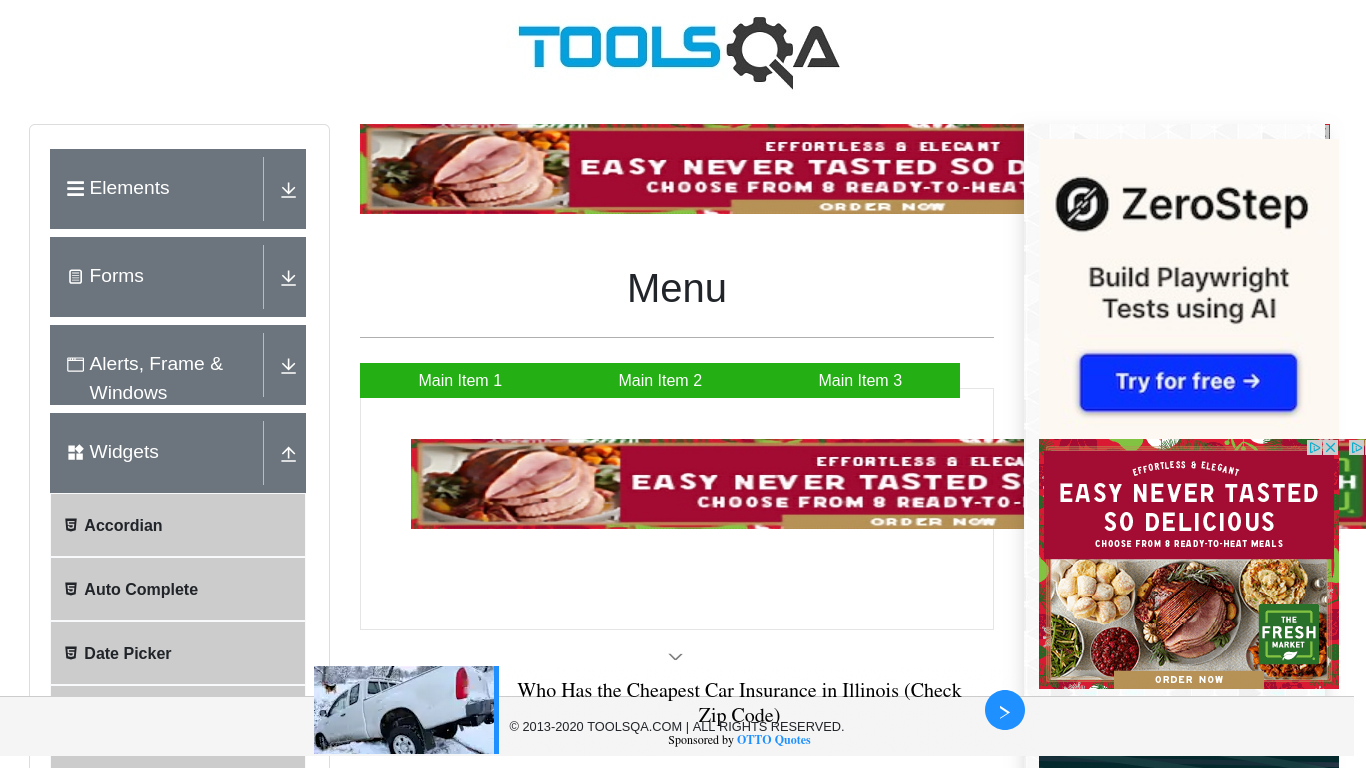 TOOLSQA
Elements
Forms
Alerts, Frame &
Windows
Widgets
Accordian
Auto Complete
Date Picker
EFFORTLESS & ELEGANT
EASY NEVER TASTED SO D
CHOOSE FROM 8 READY-TO-HEAT
ORDER NOW
Menu
Main Item 1
Main Item 2
Main Item 3
EFFORTLESS & ELEGA
EASY NEVER TASTED S
CHOOSE FROM 8 READY-TO-
ORDER NOW
ZeroStep
Build Playwright
Tests using AI
Try for free →
EFFORTLESS & ELEGANT
EASY NEVER TASTED
SO DELICIOUS
CHOOSE FROM 8 READY-TO-HEAT MEALS
THE
FRESH
MARKET
ORDER NOW
Who Has the Cheapest Car Insurance in Illinois (Check
Zip Code)
© 2013-2020 TOOLSQA.COM | ALL RIGHTS RESERVED.
Sponsored by OTTO Quotes